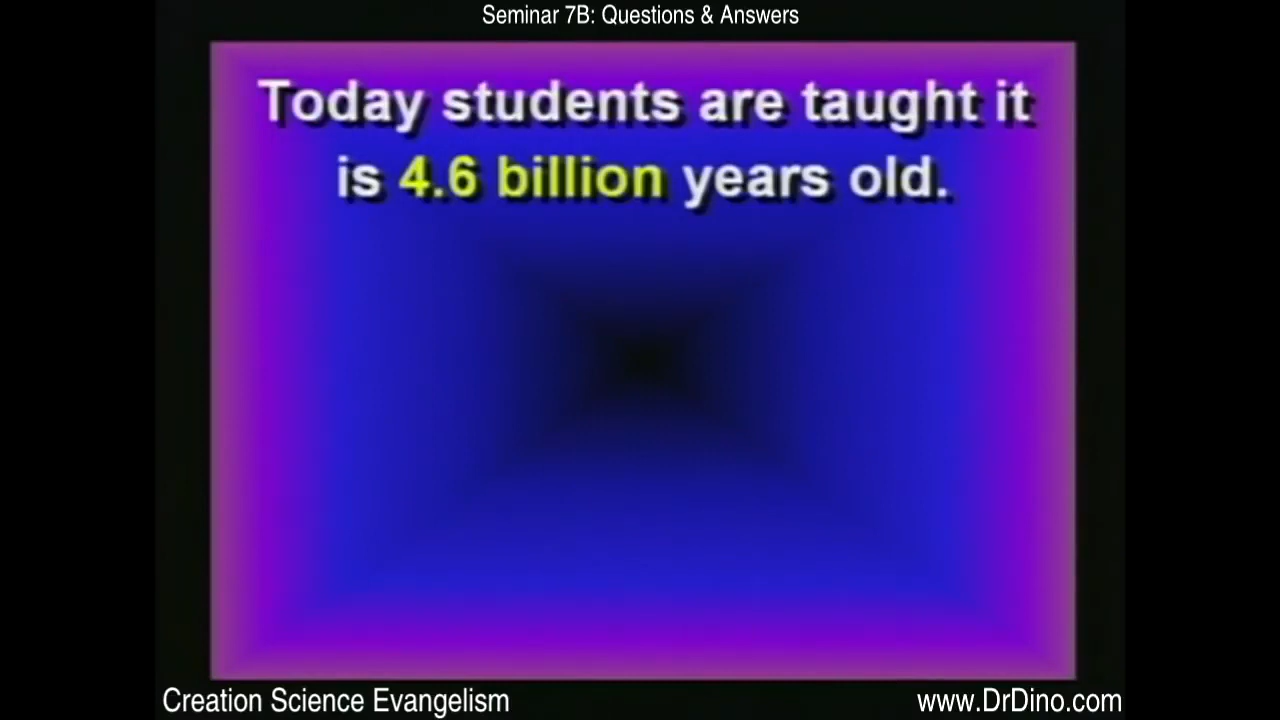 Seminar 7B: Questions & Answers
Today students are taught it
is 4.6 billion years old.
Creation Science Evangelism
www.DrDino.com